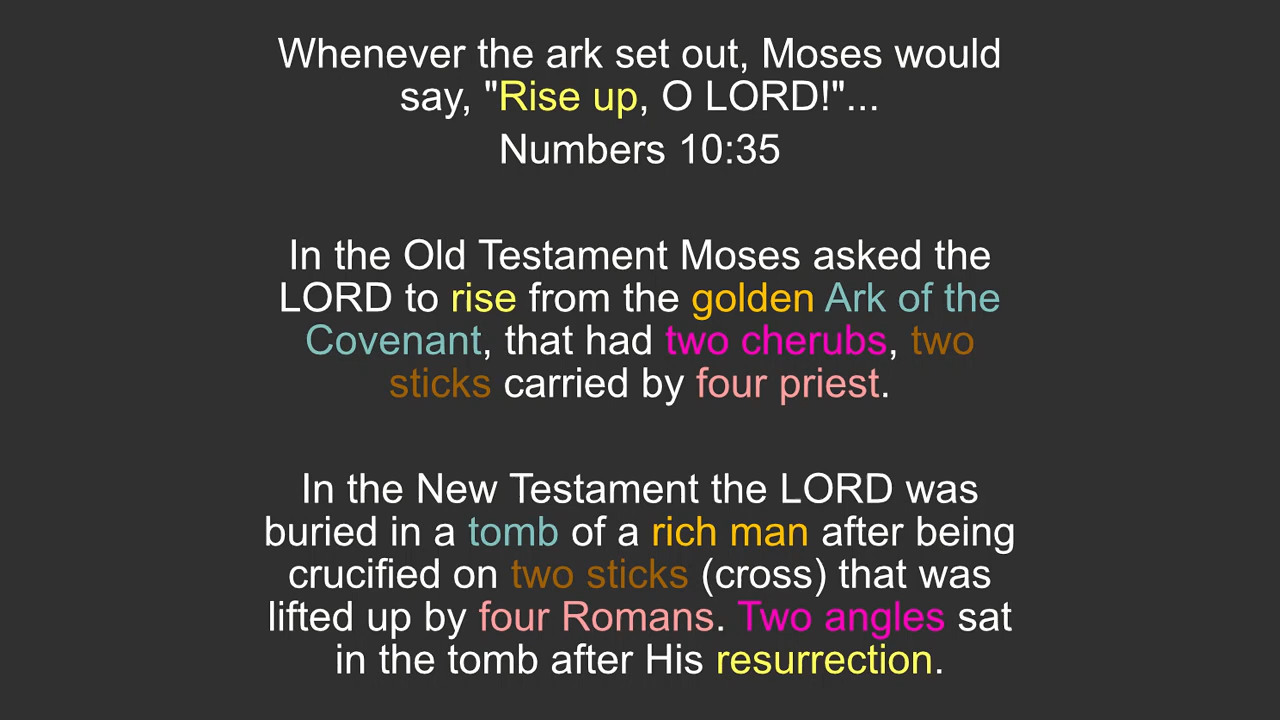 Whenever the ark set out, Moses would
say, "Rise up, O LORD!"...
Numbers 10:35
In the Old Testament Moses asked the
LORD to rise from the golden Ark of the
Covenant, that had two cherubs, two
sticks carried by four priest.
In the New Testament the LORD was
buried in a tomb of a rich man after being
crucified on two sticks (cross) that was
lifted up by four Romans. Two angles sat
in the tomb after His resurrection.